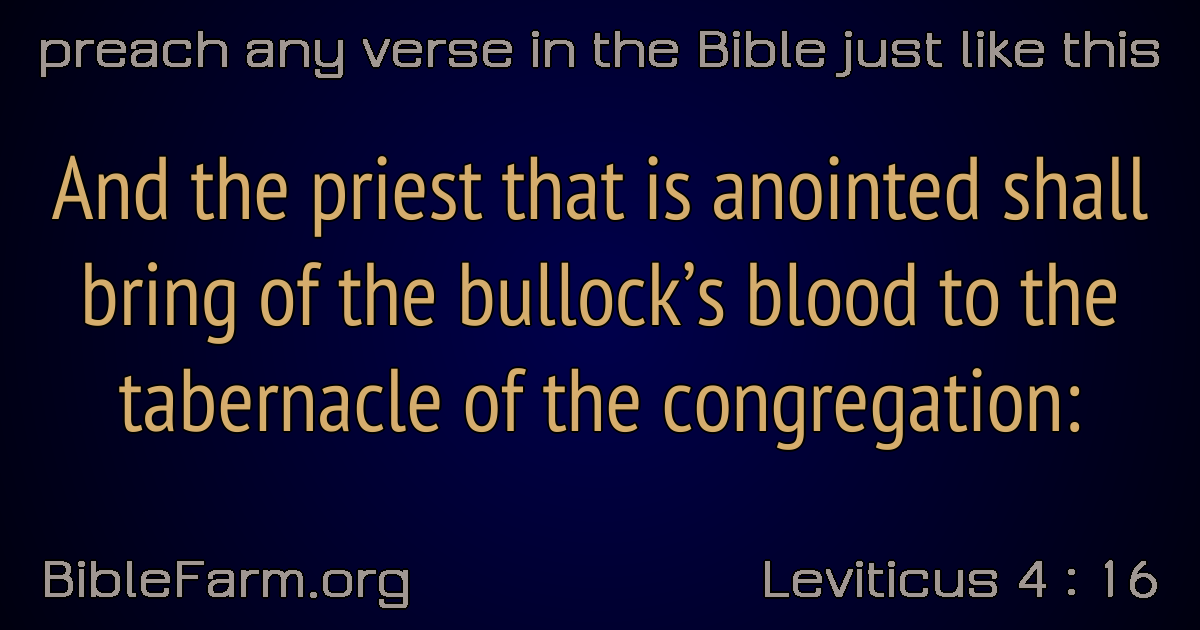 preach any verse in the Bible just like this
And the priest that is anointed shall
bring of the bullock’s blood to the
tabernacle of the congregation:
BibleFarm.org
Leviticus 4 : 16